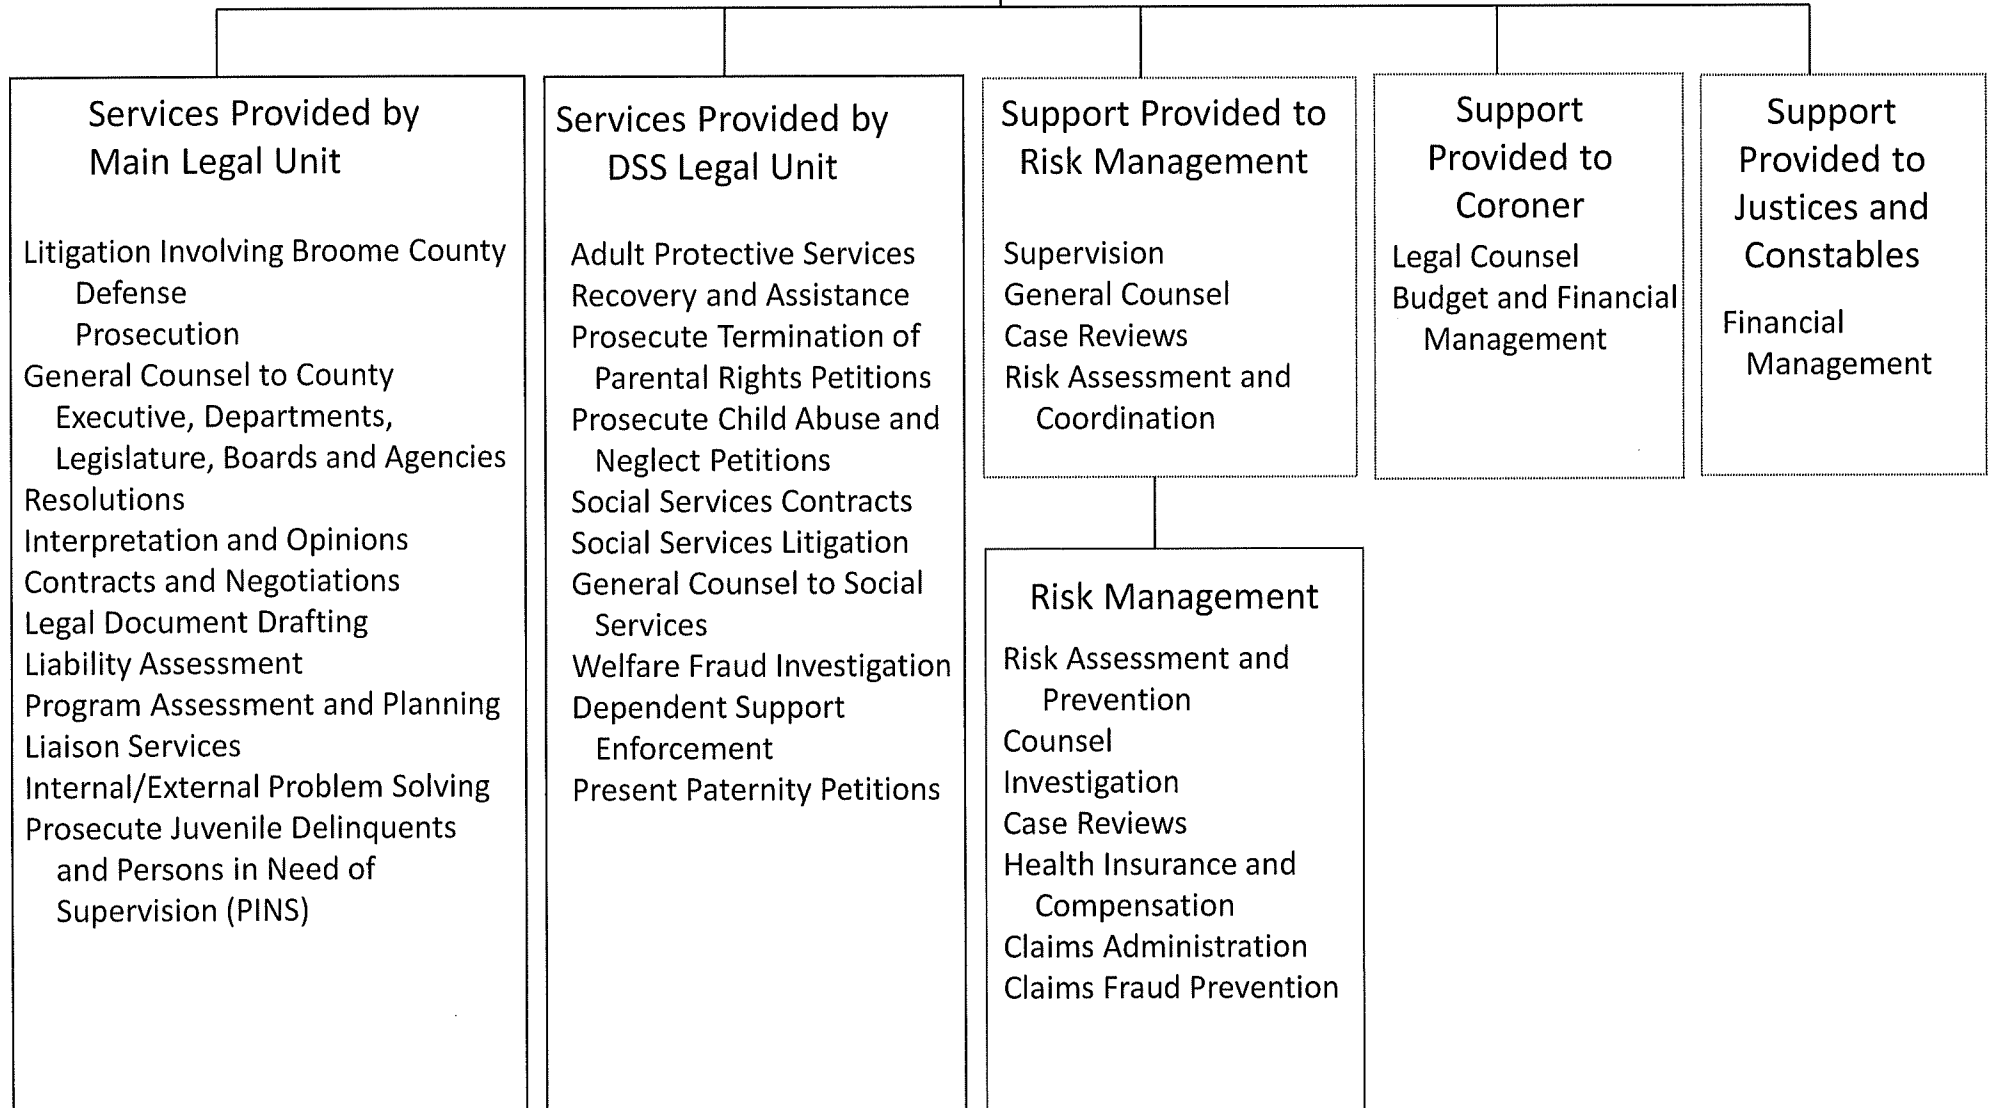 Services Provided by
Main Legal Unit
Litigation Involving Broome County
Defense
Prosecution
General Counsel to County
Executive, Departments,
Legislature, Boards and Agencies
Resolutions
Interpretation and Opinions
Contracts and Negotiations
Legal Document Drafting
Liability Assessment
Program Assessment and Planning
Liaison Services
Internal/External Problem Solving
Prosecute Juvenile Delinquents
and Persons in Need of
Supervision (PINS)
Services Provided by
DSS Legal Unit
Adult Protective Services
Recovery and Assistance
Prosecute Termination of
Parental Rights Petitions
Prosecute Child Abuse and
Neglect Petitions
Social Services Contracts
Social Services Litigation
General Counsel to Social
Services
Welfare Fraud Investigation
Dependent Support
Enforcement
Present Paternity Petitions
Support Provided to
Risk Management
Supervision
General Counsel
Case Reviews
Risk Assessment and
Coordination
Risk Management
Risk Assessment and
Prevention
Counsel
Investigation
Case Reviews
Health Insurance and
Compensation
Claims Administration
Claims Fraud Prevention
Support
Provided to
Coroner
Legal Counsel
Budget and Financial
Management
Support
Provided to
Justices and
Constables
Financial
Management